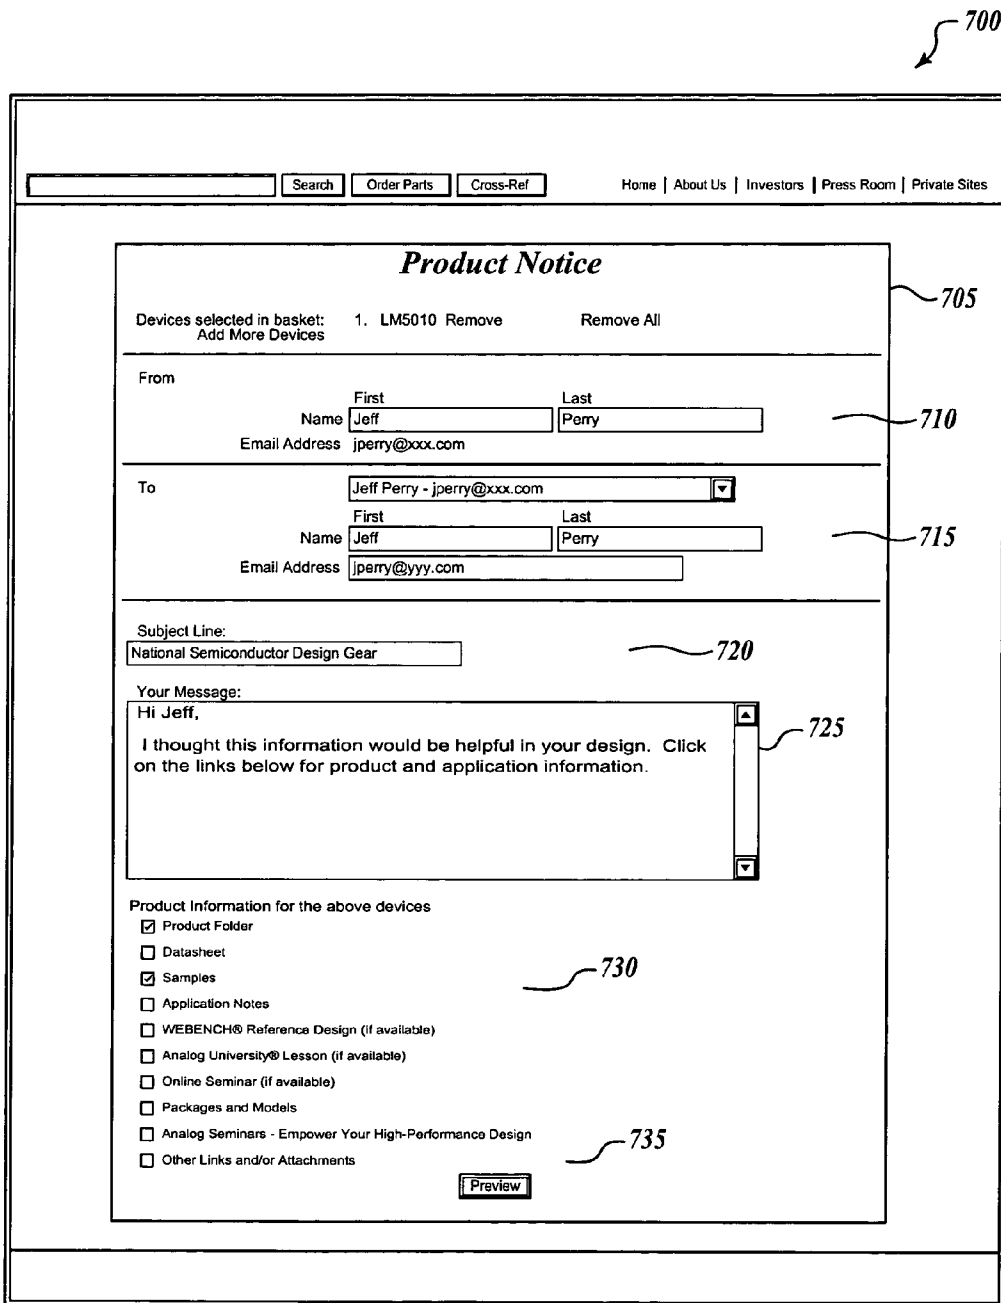 700
Search Order Parts Cross-Ref Home | About Us | Investors | Press Room | Private Sites
Product Notice
705
Devices selected in basket: 1. LM5010 Remove Remove All
Add More Devices
From
First Last
Name Jeff Perry
710
Email Address jperry@xxx.com
To Jeff Perry - jperry@xxx.com
First Last
Name Jeff Perry
715
Email Address jperry@yyy.com
Subject Line:
720
National Semiconductor Design Gear
Your Message:
Hi Jeff,
725
I thought this information would be helpful in your design. Click
on the links below for product and application information.
Product Information for the above devices
Product Folder
Datasheet
Samples
730
Application Notes
WEBENCH® Reference Design (if available)
Analog University® Lesson (if available)
Online Seminar (if available)
Packages and Models
Analog Seminars - Empower Your High-Performance Design
735
Other Links and/or Attachments
Preview